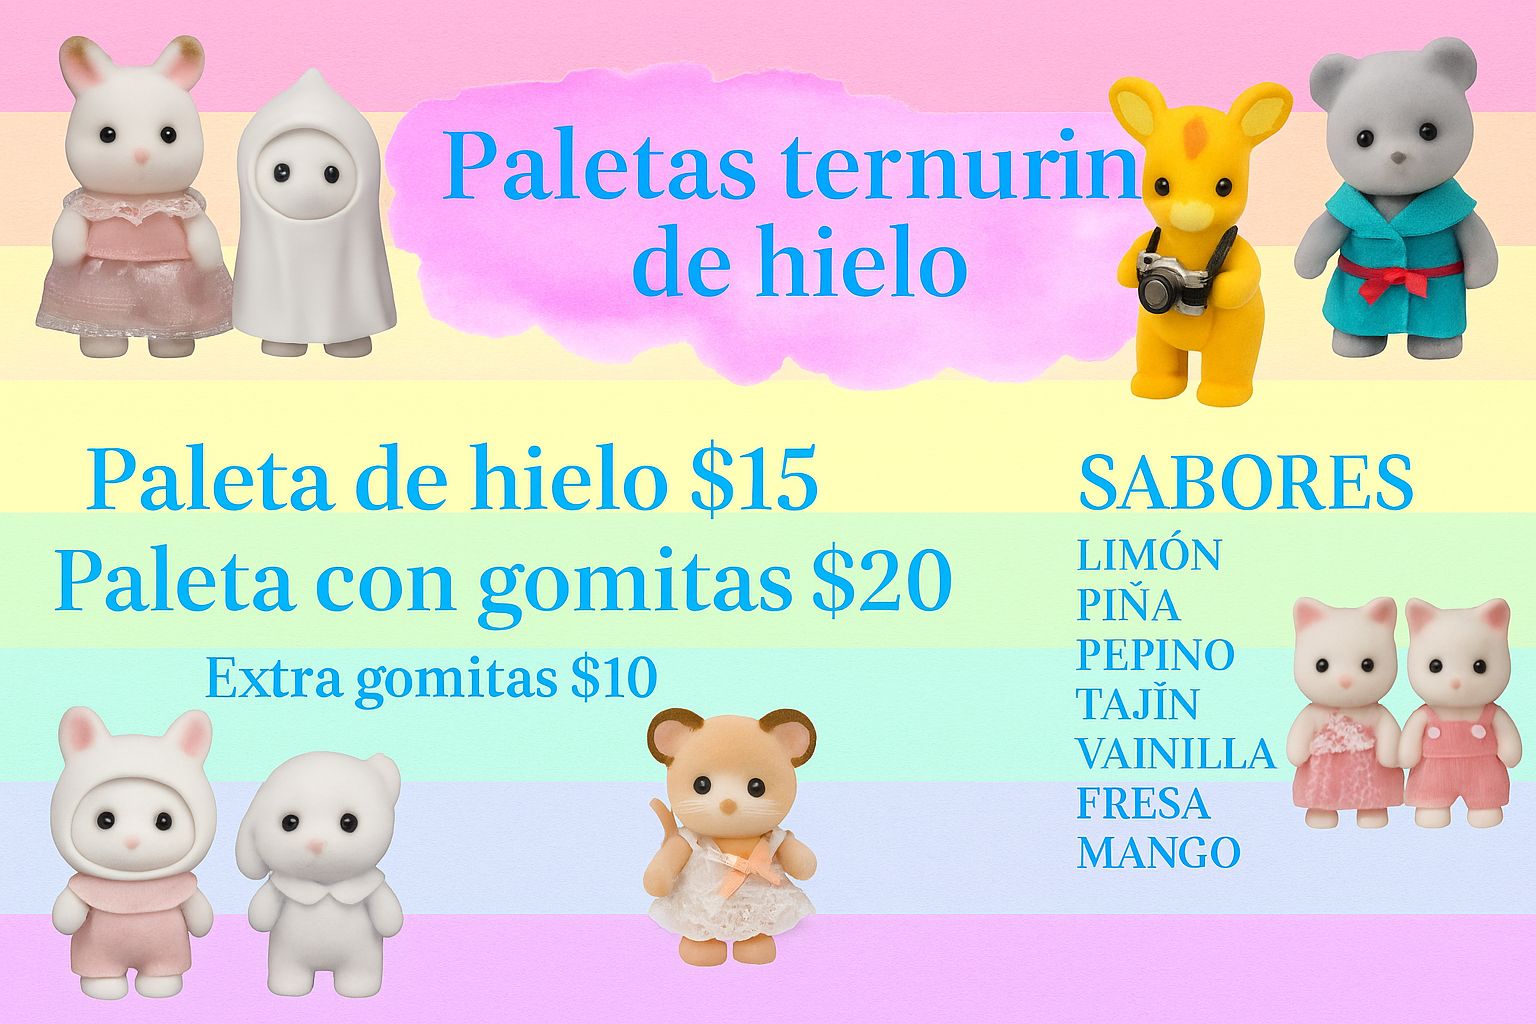 Paletas ternurin
de hielo
Paleta de hielo $15
Paleta con gomitas $20
Extra gomitas $10
SABORES
LIMÓN
PIŇA
PEPINO
TAJǏN
VAINILLA
FRESA
MANGO